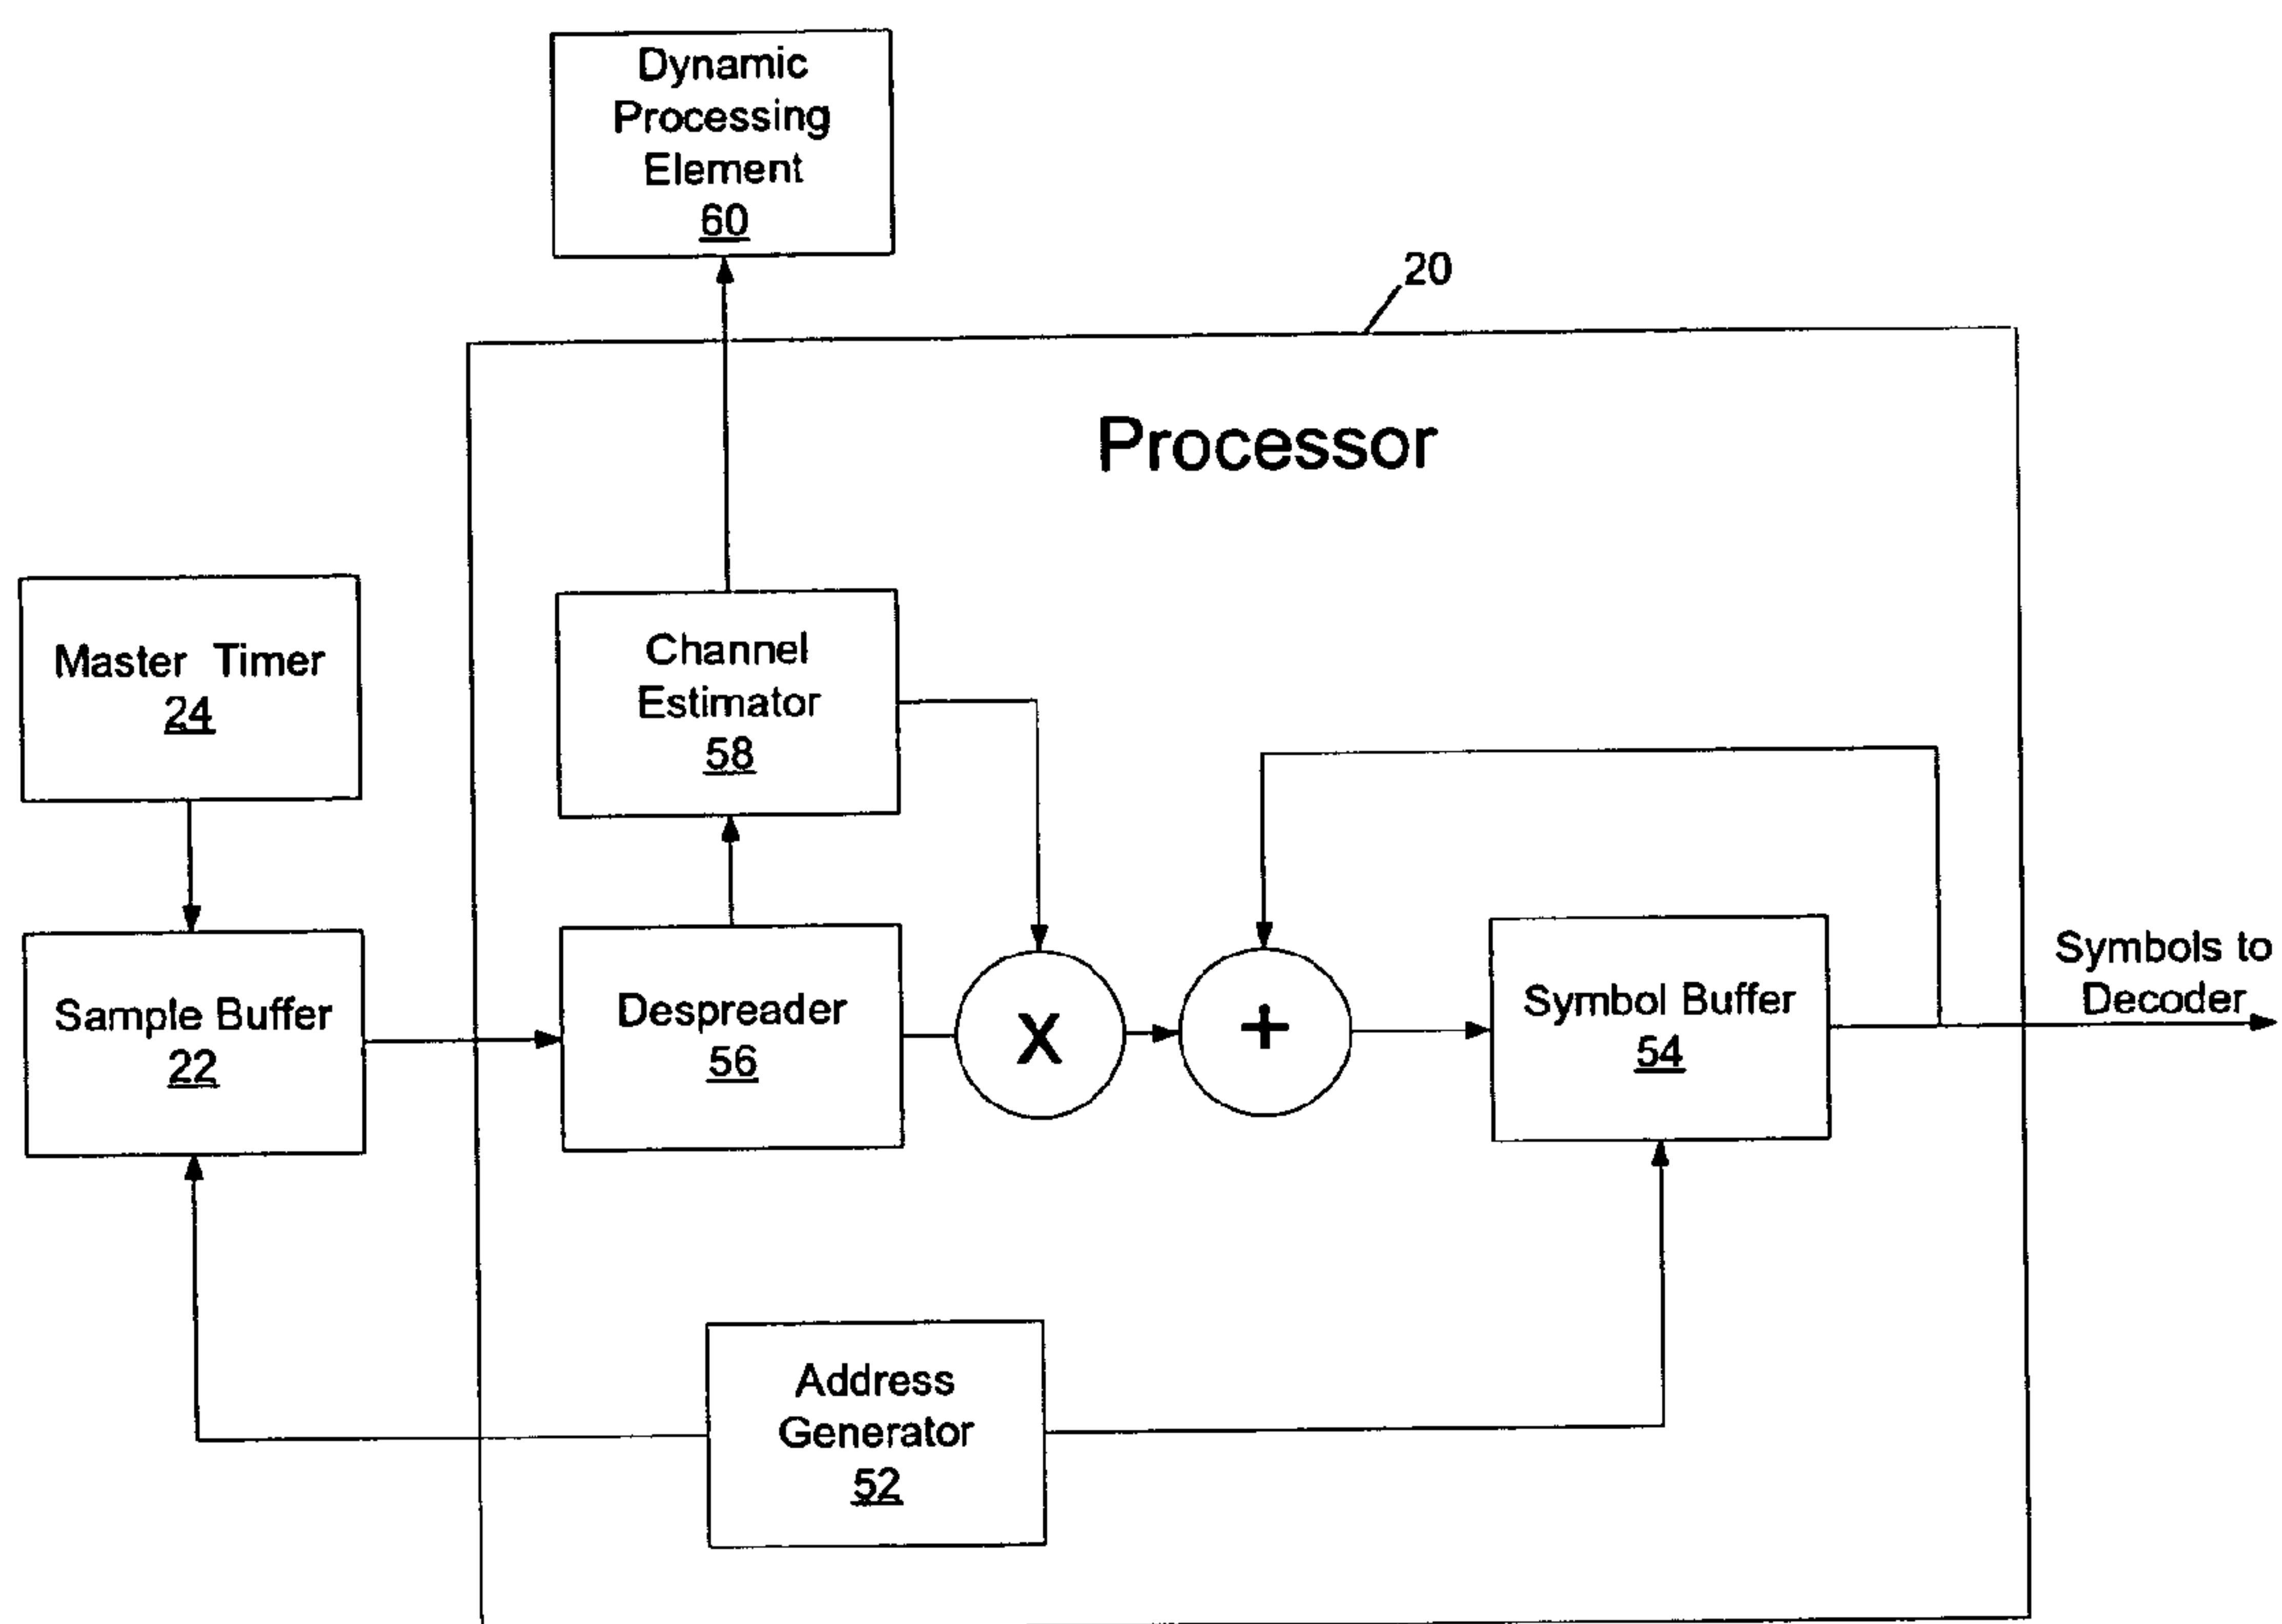 Dynamic
Processing
Element
60
20
Processor
Master Timer
24
Channel
Estimator
58
Sample Buffer
22
Despreader
56
X
+
Symbol Buffer
54
Symbols to
Decoder
Address
Generator
52